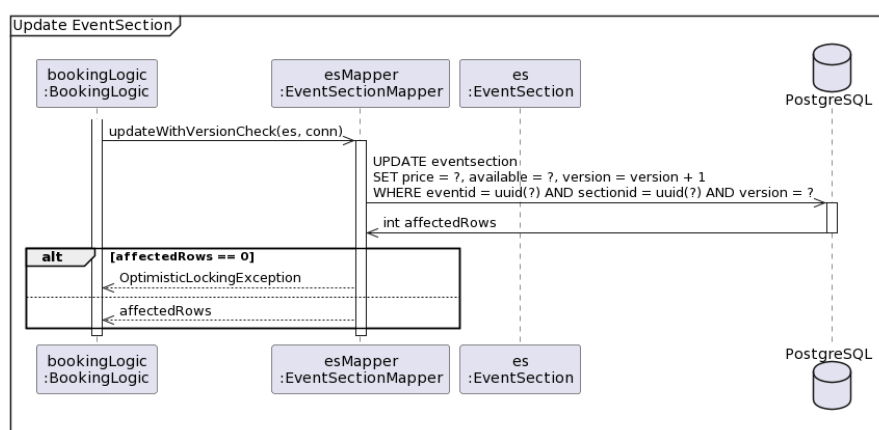 Update EventSection
bookingLogic
:BookingLogic
esMapper
:EventSectionMapper
es
:EventSection
PostgreSQL
updateWithVersionCheck(es, conn)
UPDATE eventsection
SET price = ?, available = ?, version = version + 1
WHERE eventid = uuid(?) AND sectionid = uuid(?) AND version = ?
int affectedRows
alt
[affectedRows == 0]
OptimisticLockingException
affectedRows
bookingLogic
:BookingLogic
esMapper
:EventSectionMapper
es
:EventSection
PostgreSQL